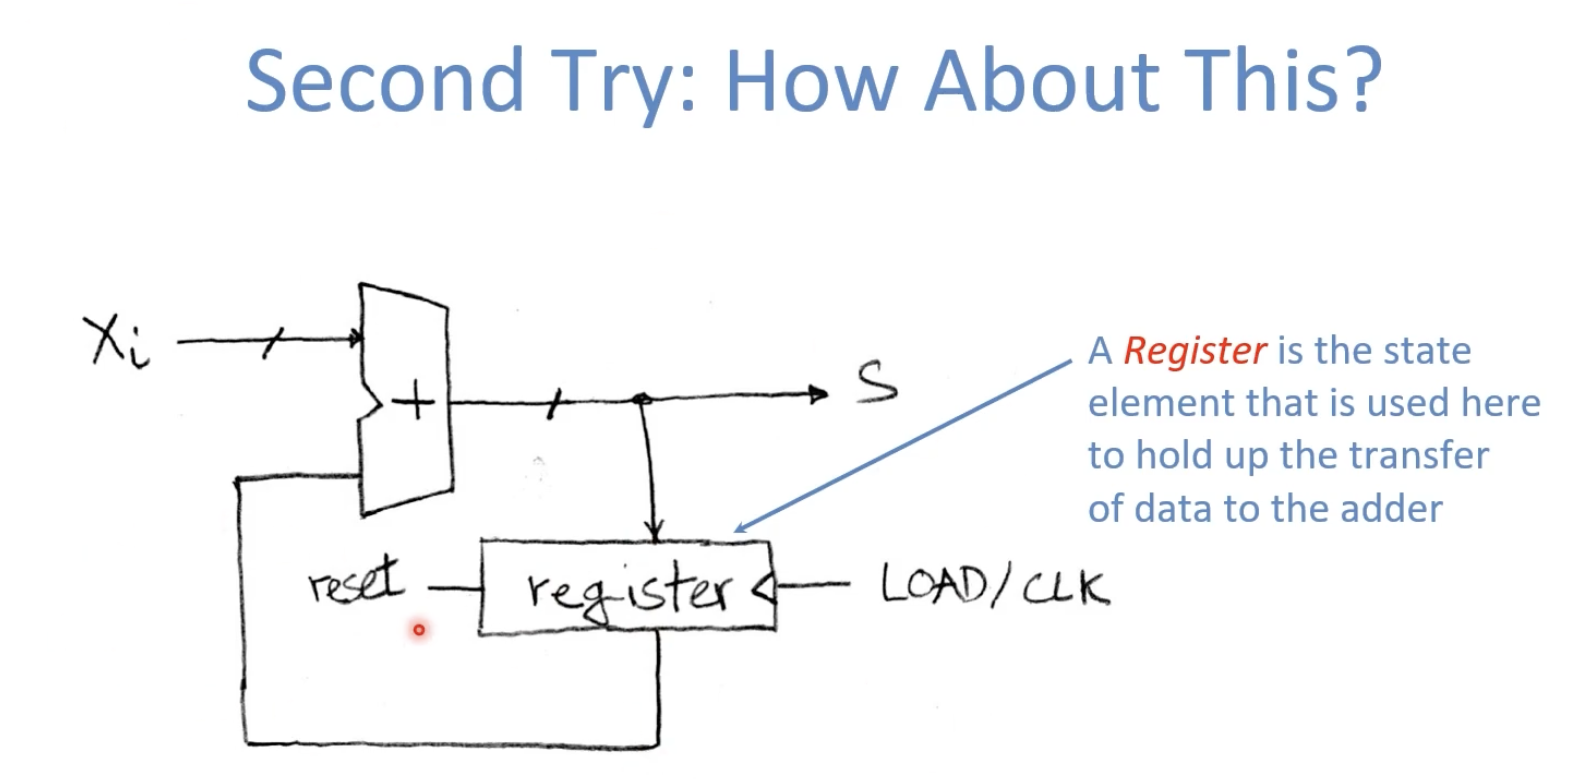 Second Try: How About This?
Xi
+
S
A Register is the state
element that is used here
to hold up the transfer
of data to the adder
reset
register
LOAD/CLK